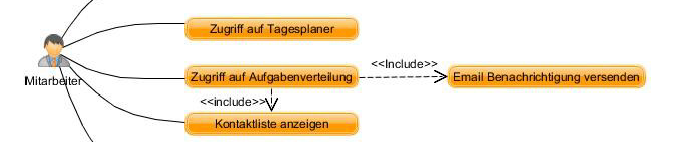 Zugriff auf Tagesplaner
<<Include>>
Mitarbeiter
Zugriff auf Aufgabenverteilung
Email Benachrichtigung versenden
<<include>>
Kontaktliste anzeigen